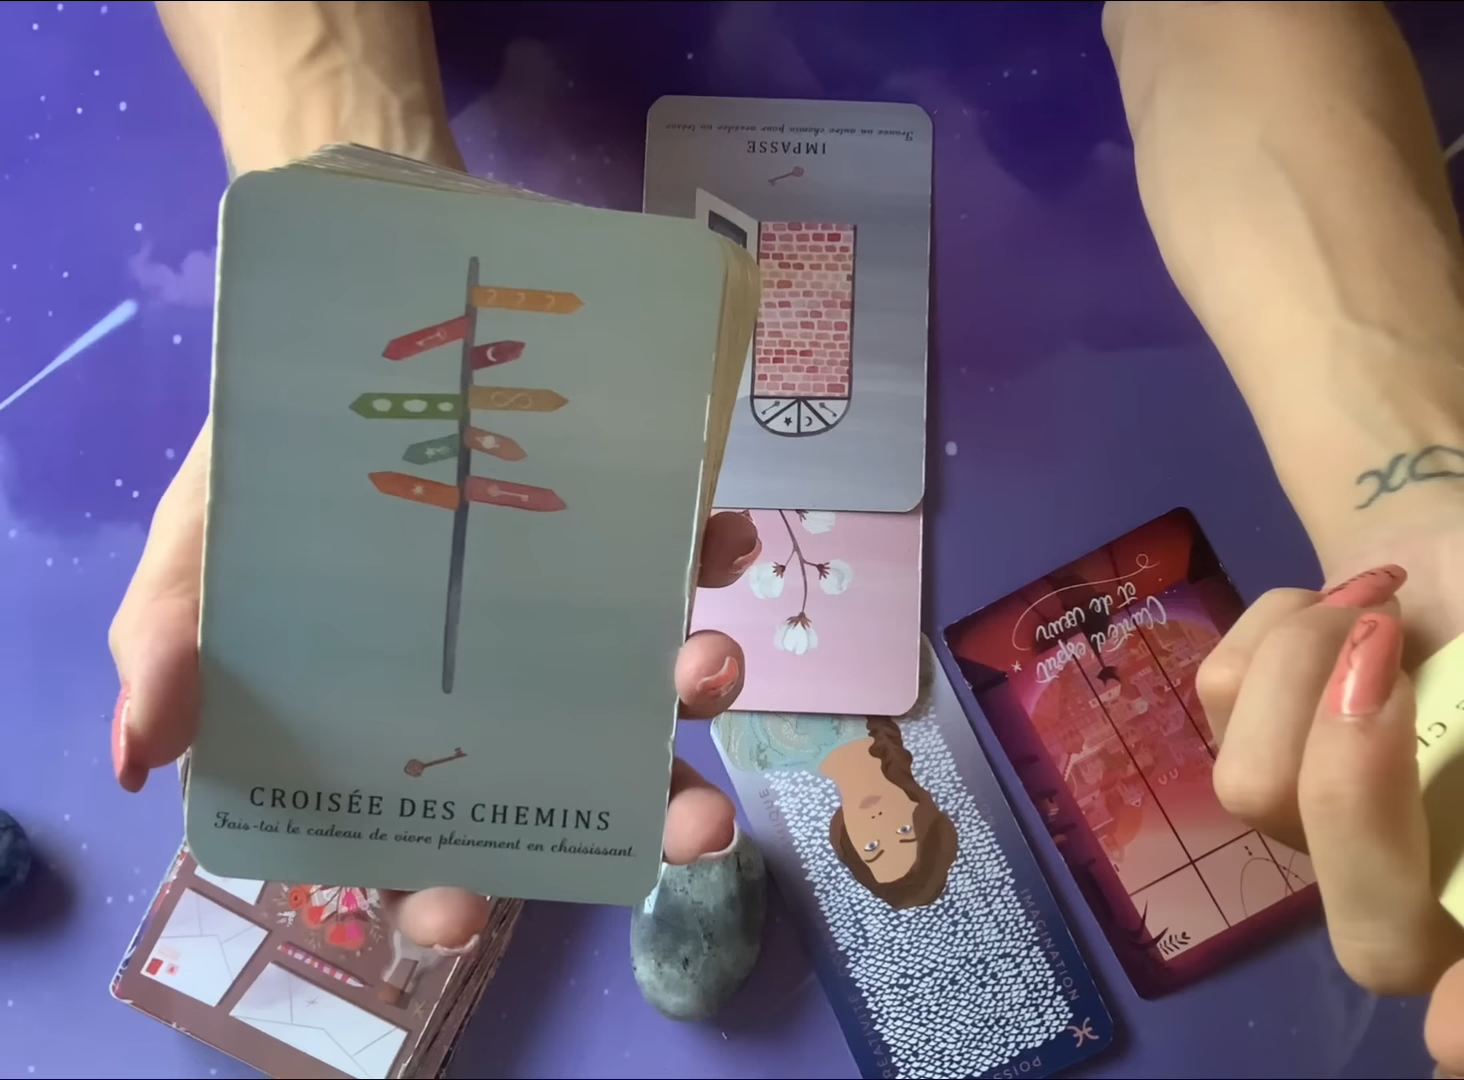 CROISÉE DES CHEMINS
Fais-toi le cadeau de vivre pleinement en choisissant.
IMPASSE
Trouve un autre chemin pour accéder au trésor
Clarté d'esprit
et de cœur
IMAGINATION
POISS